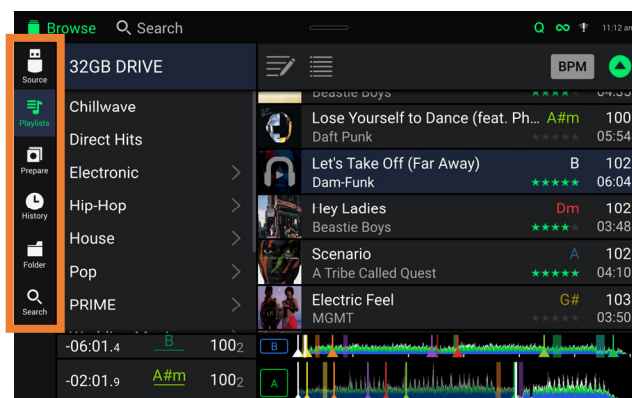 Browse Search Q 11:12 am
Source
Playlists
Prepare
History
Folder
Search
32GB DRIVE
Chillwave
Direct Hits
Electronic
Hip-Hop
House
Pop
PRIME
BPM
Beastie Boys 04:35
Lose Yourself to Dance (feat. Ph... A#m 100
Daft Punk 05:54
Let's Take Off (Far Away) B 102
Dam-Funk 06:04
Hey Ladies Dm 102
Beastie Boys 03:48
Scenario A 102
A Tribe Called Quest 04:10
Electric Feel G# 103
MGMT 03:50
-06:01.4 B 1002 B
-02:01.9 A#m 1002 A